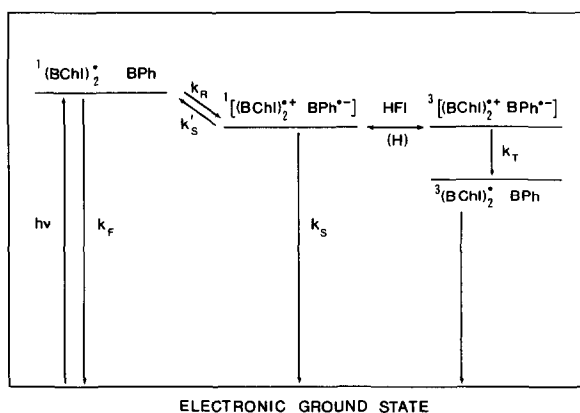 ¹(BChl)₂* BPh
k_R
k'_S
¹[(BChl)₂•+ BPh•−]
HFI
(H)
³[(BChl)₂•+ BPh•−]
k_T
³(BChl)₂* BPh
hν
k_F
k_S
ELECTRONIC GROUND STATE